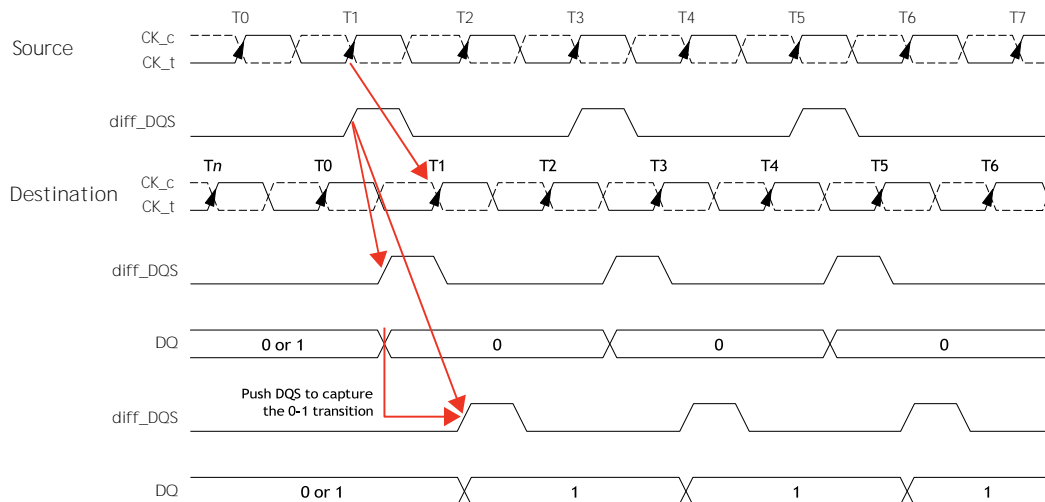 T0 T1 T2 T3 T4 T5 T6 T7
Source CK_c
CK_t
diff_DQS
Tn T0 T1 T2 T3 T4 T5 T6
Destination CK_c
CK_t
diff_DQS
DQ 0 or 1 0 0 0
Push DQS to capture
the 0-1 transition
diff_DQS
DQ 0 or 1 1 1 1